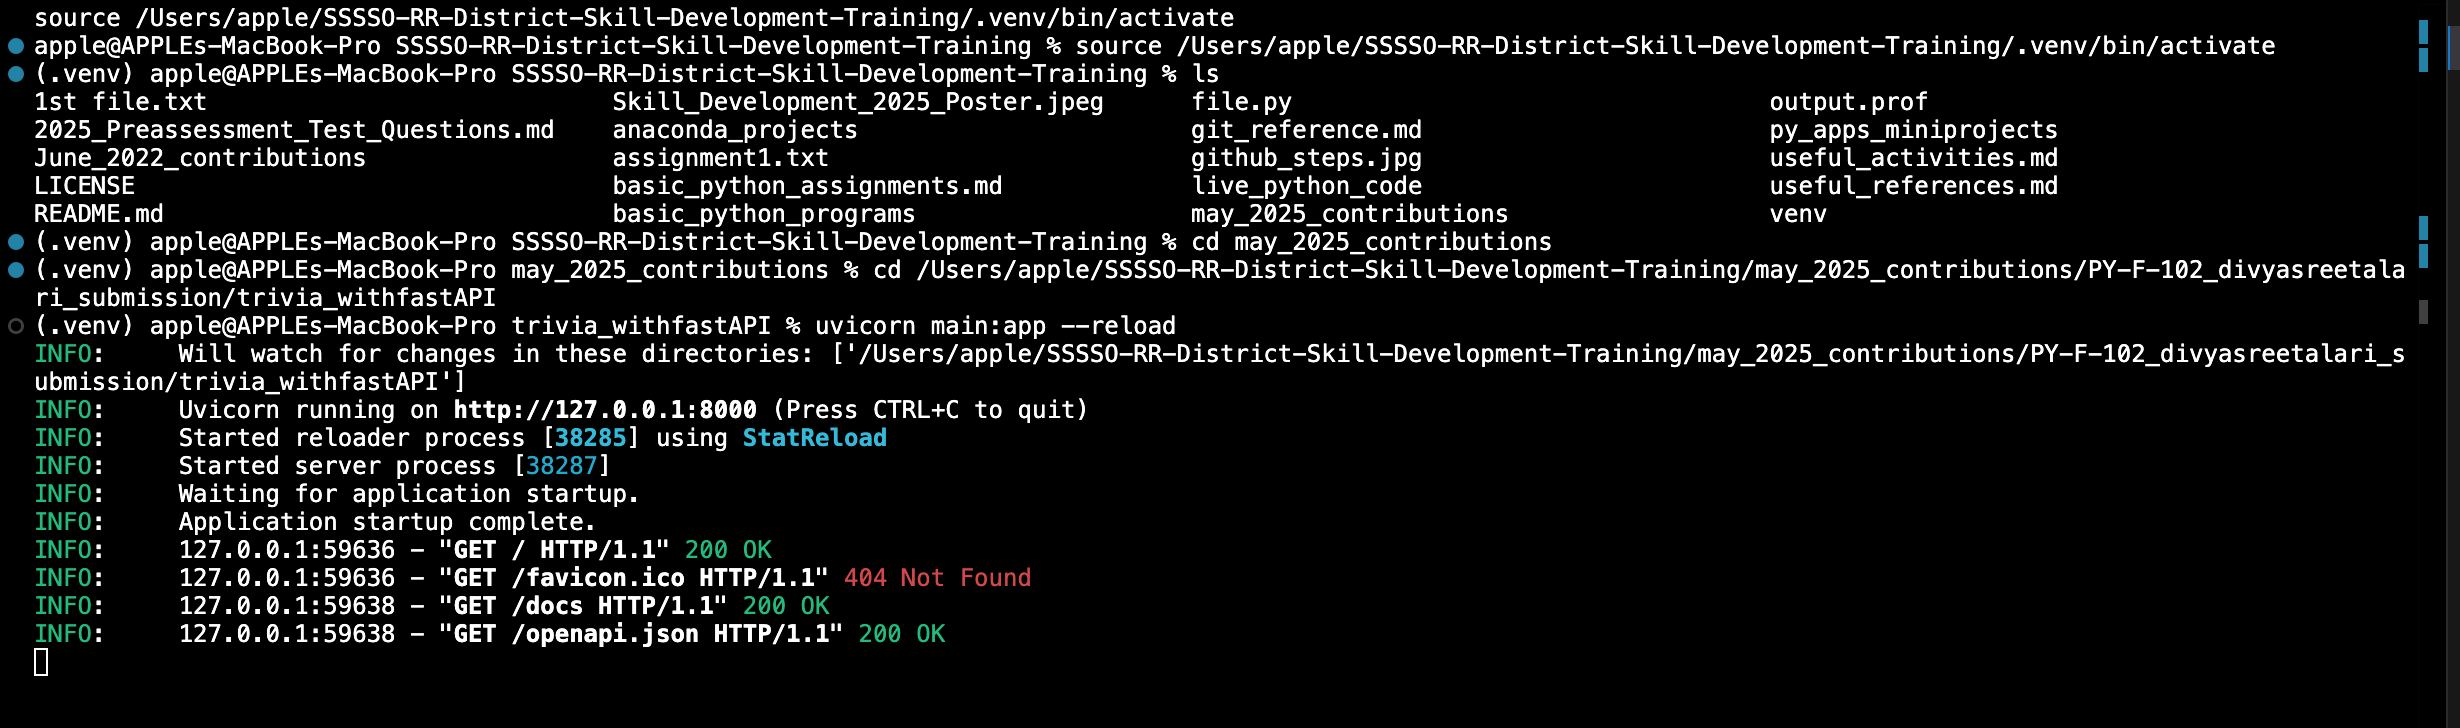 source /Users/apple/SSSSO-RR-District-Skill-Development-Training/.venv/bin/activate
apple@APPLEs-MacBook-Pro SSSSO-RR-District-Skill-Development-Training % source /Users/apple/SSSSO-RR-District-Skill-Development-Training/.venv/bin/activate
(.venv) apple@APPLEs-MacBook-Pro SSSSO-RR-District-Skill-Development-Training % ls
1st file.txt Skill_Development_2025_Poster.jpeg file.py output.prof
2025_Preassessment_Test_Questions.md anaconda_projects git_reference.md py_apps_miniprojects
June_2022_contributions assignment1.txt github_steps.jpg useful_activities.md
LICENSE basic_python_assignments.md live_python_code useful_references.md
README.md basic_python_programs may_2025_contributions venv
(.venv) apple@APPLEs-MacBook-Pro SSSSO-RR-District-Skill-Development-Training % cd may_2025_contributions
(.venv) apple@APPLEs-MacBook-Pro may_2025_contributions % cd /Users/apple/SSSSO-RR-District-Skill-Development-Training/may_2025_contributions/PY-F-102_divyasreetala
ri_submission/trivia_withfastAPI
(.venv) apple@APPLEs-MacBook-Pro trivia_withfastAPI % uvicorn main:app --reload
INFO: Will watch for changes in these directories: ['/Users/apple/SSSSO-RR-District-Skill-Development-Training/may_2025_contributions/PY-F-102_divyasreetalari_s
ubmission/trivia_withfastAPI']
INFO: Uvicorn running on http://127.0.0.1:8000 (Press CTRL+C to quit)
INFO: Started reloader process [38285] using StatReload
INFO: Started server process [38287]
INFO: Waiting for application startup.
INFO: Application startup complete.
INFO: 127.0.0.1:59636 - "GET / HTTP/1.1" 200 OK
INFO: 127.0.0.1:59636 - "GET /favicon.ico HTTP/1.1" 404 Not Found
INFO: 127.0.0.1:59638 - "GET /docs HTTP/1.1" 200 OK
INFO: 127.0.0.1:59638 - "GET /openapi.json HTTP/1.1" 200 OK